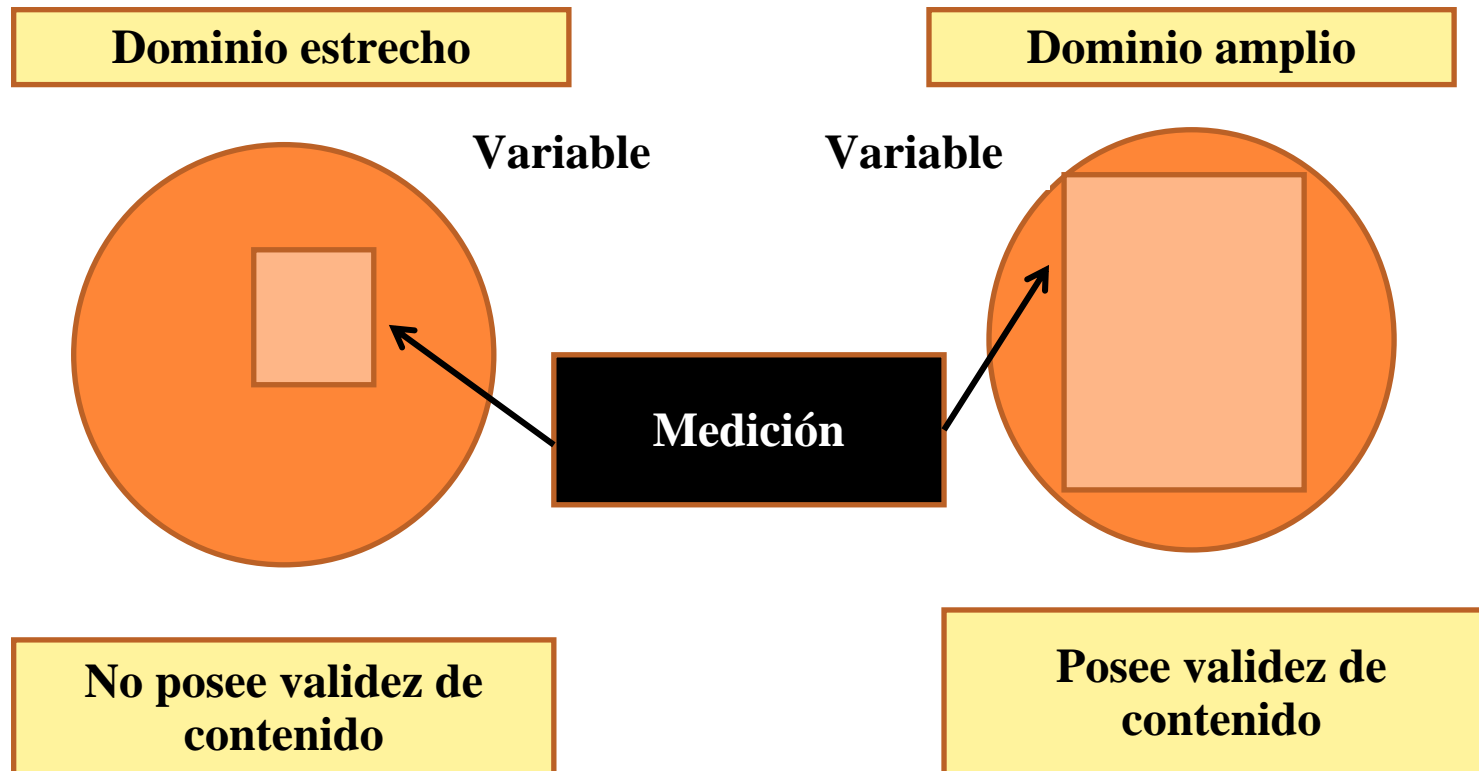 Dominio estrecho
Dominio amplio
Variable
Variable
Medición
No posee validez de
contenido
Posee validez de
contenido